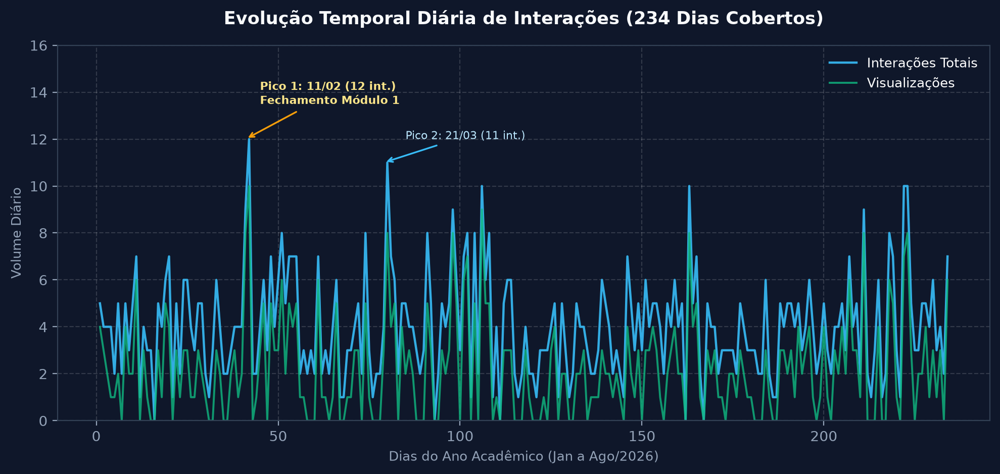 Evolução Temporal Diária de Interações (234 Dias Cobertos)
16
14
12
10
8
6
4
2
0
Volume Diário
Interações Totais
Visualizações
Pico 1: 11/02 (12 int.)
Fechamento Módulo 1
Pico 2: 21/03 (11 int.)
0
50
100
150
200
Dias do Ano Acadêmico (Jan a Ago/2026)